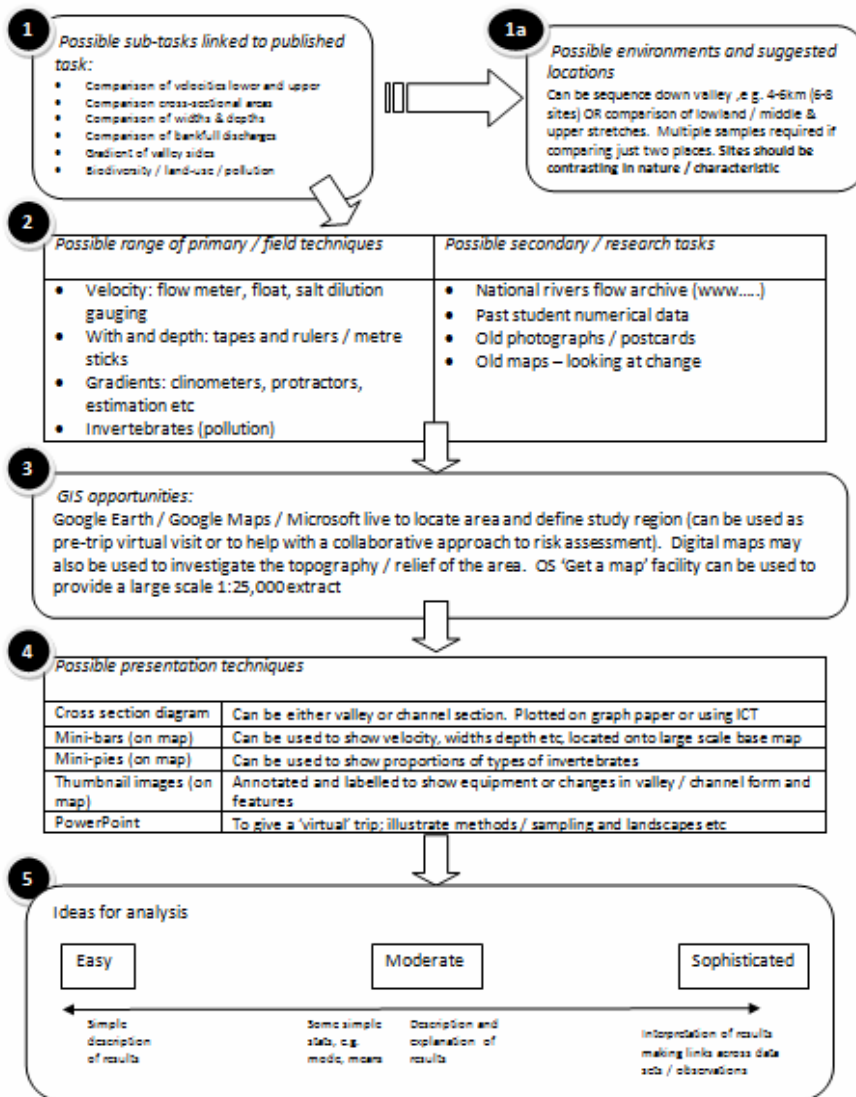 1
Possible sub-tasks linked to published
task:
• Comparison of velocities lower and upper
• Comparison cross-sectional areas
• Comparison of widths & depths
• Comparison of bankfull discharges
• Gradient of valley sides
• Biodiversity / land-use / pollution
1a
Possible environments and suggested
locations
Can be sequence down valley ,e.g. 4-6km (6-8
sites) OR comparison of lowland / middle &
upper stretches. Multiple samples required if
comparing just two places. Sites should be
contrasting in nature / characteristic
2
Possible range of primary / field techniques
• Velocity: flow meter, float, salt dilution
gauging
• With and depth: tapes and rulers / metre
sticks
• Gradients: clinometers, protractors,
estimation etc
• Invertebrates (pollution)
Possible secondary / research tasks
• National rivers flow archive (www…..)
• Past student numerical data
• Old photographs / postcards
• Old maps – looking at change
3
GIS opportunities:
Google Earth / Google Maps / Microsoft live to locate area and define study region (can be used as
pre-trip virtual visit or to help with a collaborative approach to risk assessment). Digital maps may
also be used to investigate the topography / relief of the area. OS ‘Get a map’ facility can be used to
provide a large scale 1:25,000 extract
4
Possible presentation techniques
Cross section diagram Can be either valley or channel section. Plotted on graph paper or using ICT
Mini-bars (on map) Can be used to show velocity, widths depth etc, located onto large scale base map
Mini-pies (on map) Can be used to show proportions of types of invertebrates
Thumbnail images (on Annotated and labelled to show equipment or changes in valley / channel form and
map) features
PowerPoint To give a ‘virtual’ trip; illustrate methods / sampling and landscapes etc
5
Ideas for analysis
Easy Moderate Sophisticated
Simple
description
of results
Some simple
stats, e.g.
mode, means
Description and
explanation of
results
Interpretation of results
making links across data
sets / observations